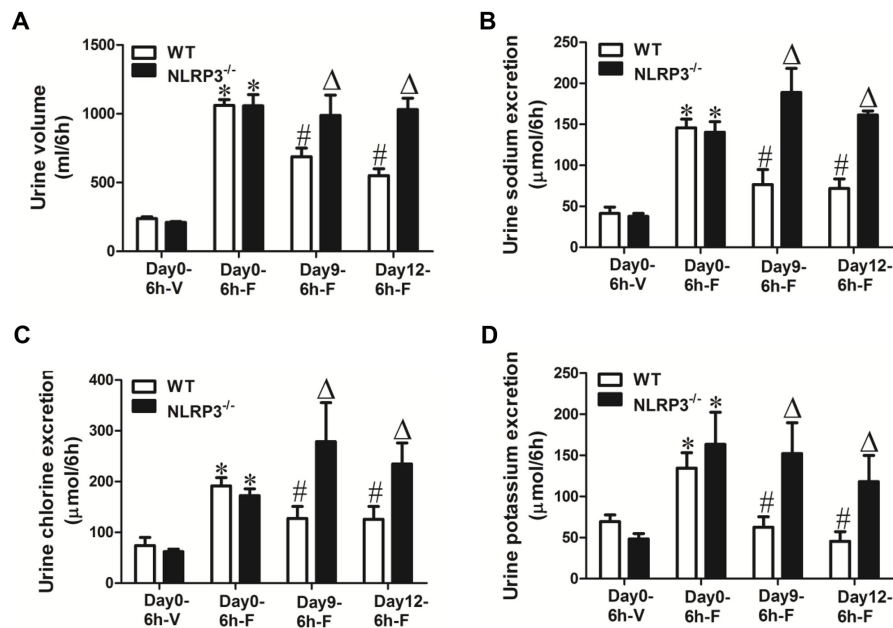 A
Urine volume
(ml/6h)
1500
1000
500
0
WT
NLRP3-/-
* * # Δ # Δ
Day0- Day0- Day9- Day12-
6h-V 6h-F 6h-F 6h-F
B
Urine sodium excretion
(μmol/6h)
250
200
150
100
50
0
WT
NLRP3-/-
* * # Δ # Δ
Day0- Day0- Day9- Day12-
6h-V 6h-F 6h-F 6h-F
C
Urine chlorine excretion
(μmol/6h)
400
300
200
100
0
WT
NLRP3-/-
* * # Δ # Δ
Day0- Day0- Day9- Day12-
6h-V 6h-F 6h-F 6h-F
D
Urine potassium excretion
(μmol/6h)
250
200
150
100
50
0
WT
NLRP3-/-
* * # Δ # Δ
Day0- Day0- Day9- Day12-
6h-V 6h-F 6h-F 6h-F